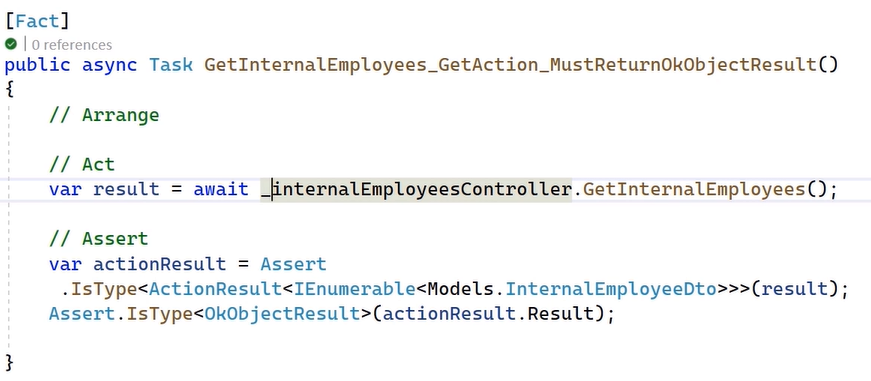 [Fact]
0 references
public async Task GetInternalEmployees_GetAction_MustReturnOkObjectResult()
{
// Arrange
// Act
var result = await _internalEmployeesController.GetInternalEmployees();
// Assert
var actionResult = Assert
.IsType<ActionResult<IEnumerable<Models.InternalEmployeeDto>>>(result);
Assert.IsType<OkObjectResult>(actionResult.Result);
}